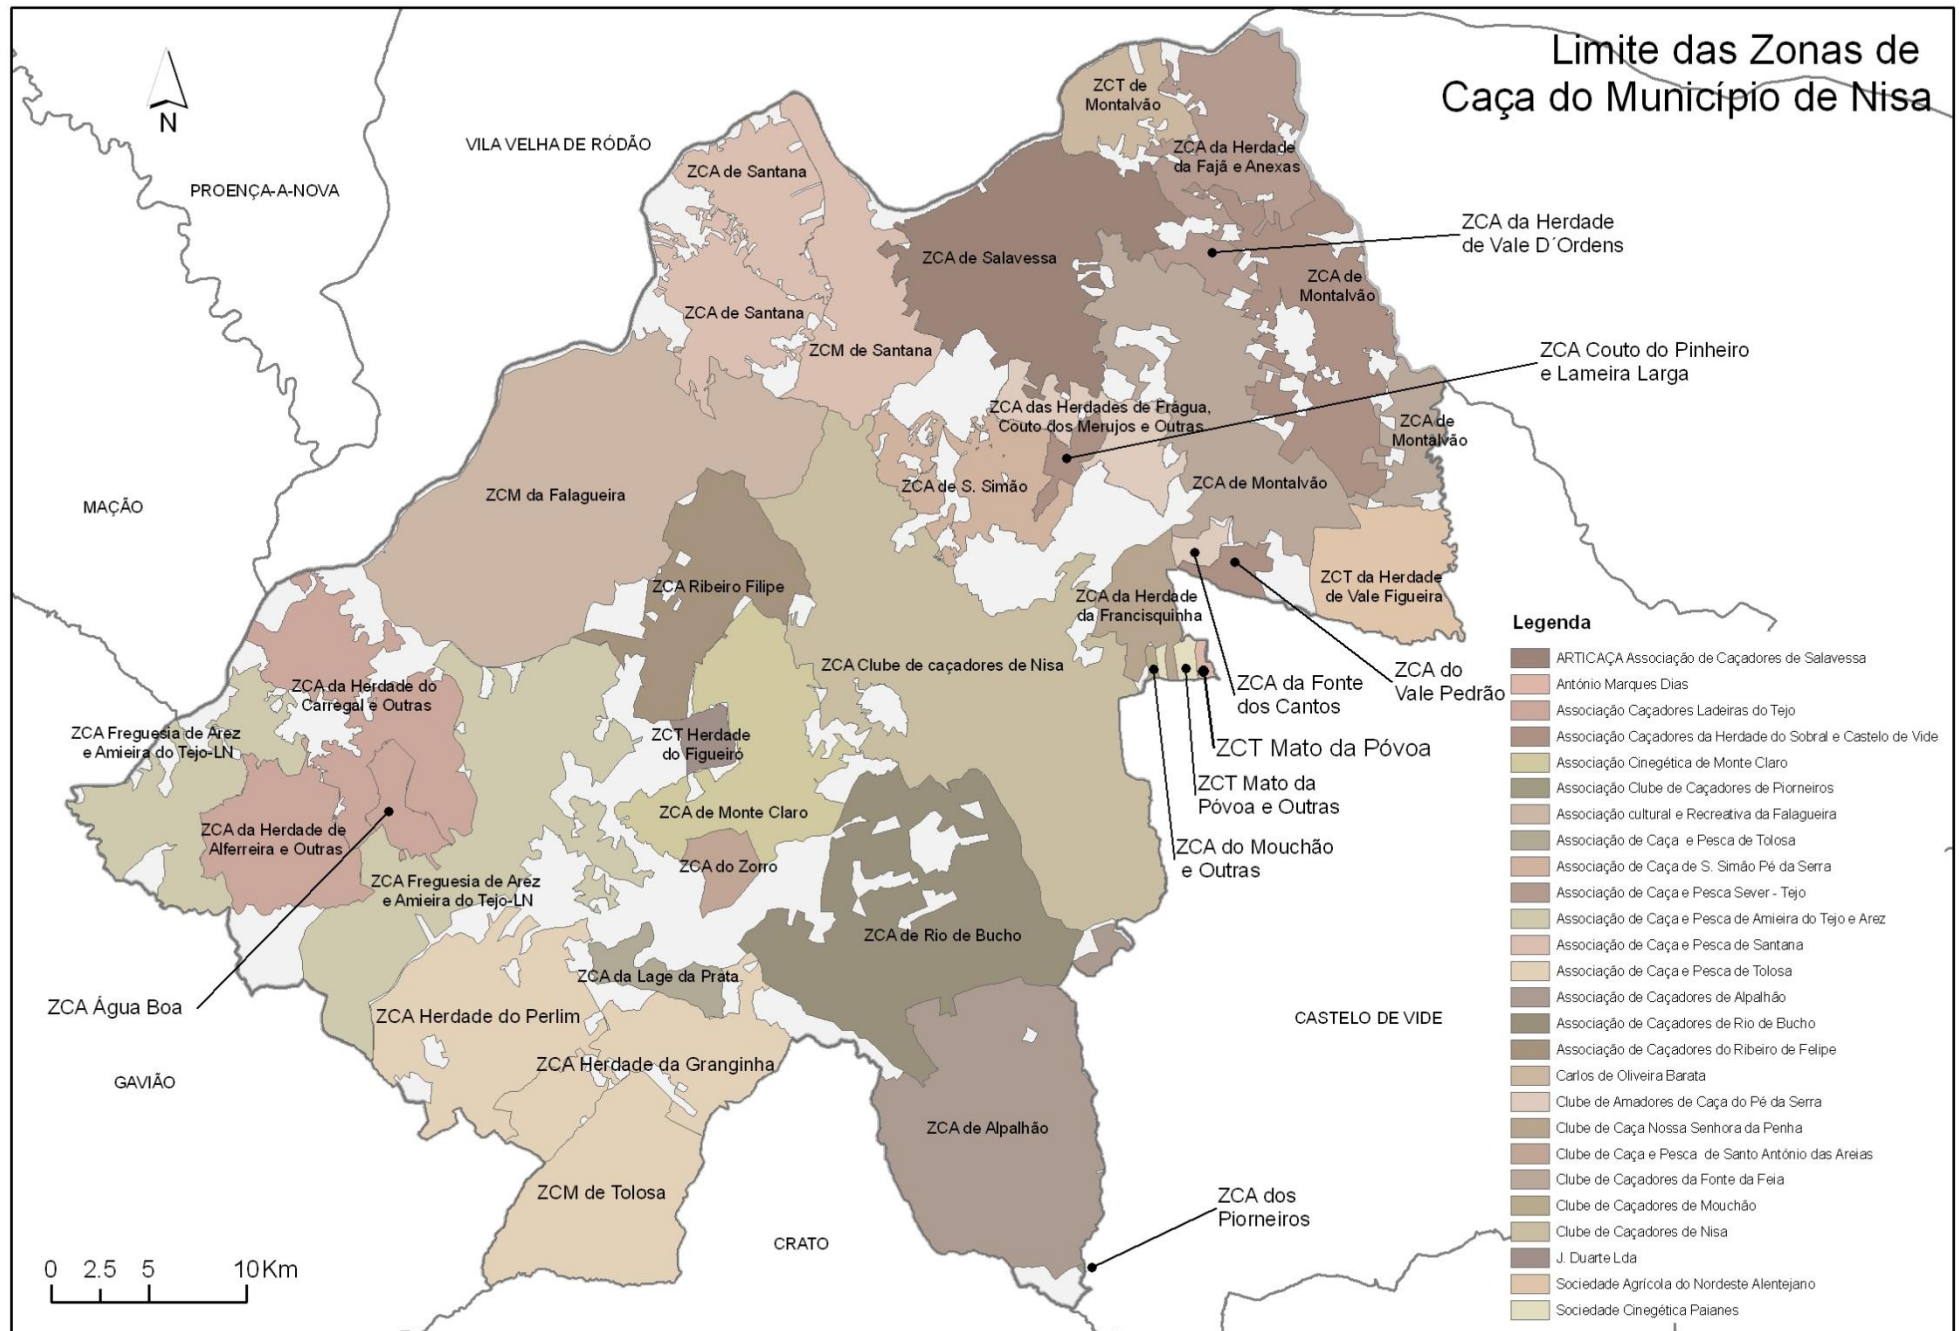 Limite das Zonas de
Caça do Município de Nisa
N
VILA VELHA DE RÓDÃO
PROENÇA-A-NOVA
MAÇÃO
GAVIÃO
CRATO
CASTELO DE VIDE
ZCT de
Montalvão
ZCA da Herdade
da Fajã e Anexas
ZCA de Santana
ZCA da Herdade
de Vale D´Ordens
ZCA de Salavessa
ZCA de
Montalvão
ZCA de Santana
ZCM de Santana
ZCA Couto do Pinheiro
e Lameira Larga
ZCA das Herdades de Frágua,
Couto dos Merujos e Outras
ZCA de
Montalvão
ZCA de S. Simão
ZCA de Montalvão
ZCM da Falagueira
ZCA Ribeiro Filipe
ZCT da Herdade
de Vale Figueira
ZCA da Herdade
da Francisquinha
ZCA Clube de caçadores de Nisa
ZCA da Fonte
dos Cantos
ZCA do
Vale Pedrão
ZCT Mato da Póvoa
ZCT Mato da
Póvoa e Outras
ZCA do Mouchão
e Outras
ZCA da Herdade do
Carregal e Outras
ZCA Freguesia de Arez
e Amieira do Tejo-LN
ZCT Herdade
do Figueiró
ZCA de Monte Claro
ZCA da Herdade de
Alferreira e Outras
ZCA do Zorro
ZCA Freguesia de Arez
e Amieira do Tejo-LN
ZCA de Rio de Bucho
ZCA da Lage da Prata
ZCA Água Boa
ZCA Herdade do Perlim
ZCA Herdade da Granginha
ZCA de Alpalhão
ZCM de Tolosa
ZCA dos
Piorneiros
0 2.5 5 10Km
Legenda
ARTICAÇA Associação de Caçadores de Salavessa
António Marques Dias
Associação Caçadores Ladeiras do Tejo
Associação Caçadores da Herdade do Sobral e Castelo de Vide
Associação Cinegética de Monte Claro
Associação Clube de Caçadores de Piorneiros
Associação cultural e Recreativa da Falagueira
Associação de Caça e Pesca de Tolosa
Associação de Caça de S. Simão Pé da Serra
Associação de Caça e Pesca Sever - Tejo
Associação de Caça e Pesca de Amieira do Tejo e Arez
Associação de Caça e Pesca de Santana
Associação de Caça e Pesca de Tolosa
Associação de Caçadores de Alpalhão
Associação de Caçadores de Rio de Bucho
Associação de Caçadores do Ribeiro de Felipe
Carlos de Oliveira Barata
Clube de Amadores de Caça do Pé da Serra
Clube de Caça Nossa Senhora da Penha
Clube de Caça e Pesca de Santo António das Areias
Clube de Caçadores da Fonte da Feia
Clube de Caçadores de Mouchão
Clube de Caçadores de Nisa
J. Duarte Lda
Sociedade Agrícola do Nordeste Alentejano
Sociedade Cinegética Paianes